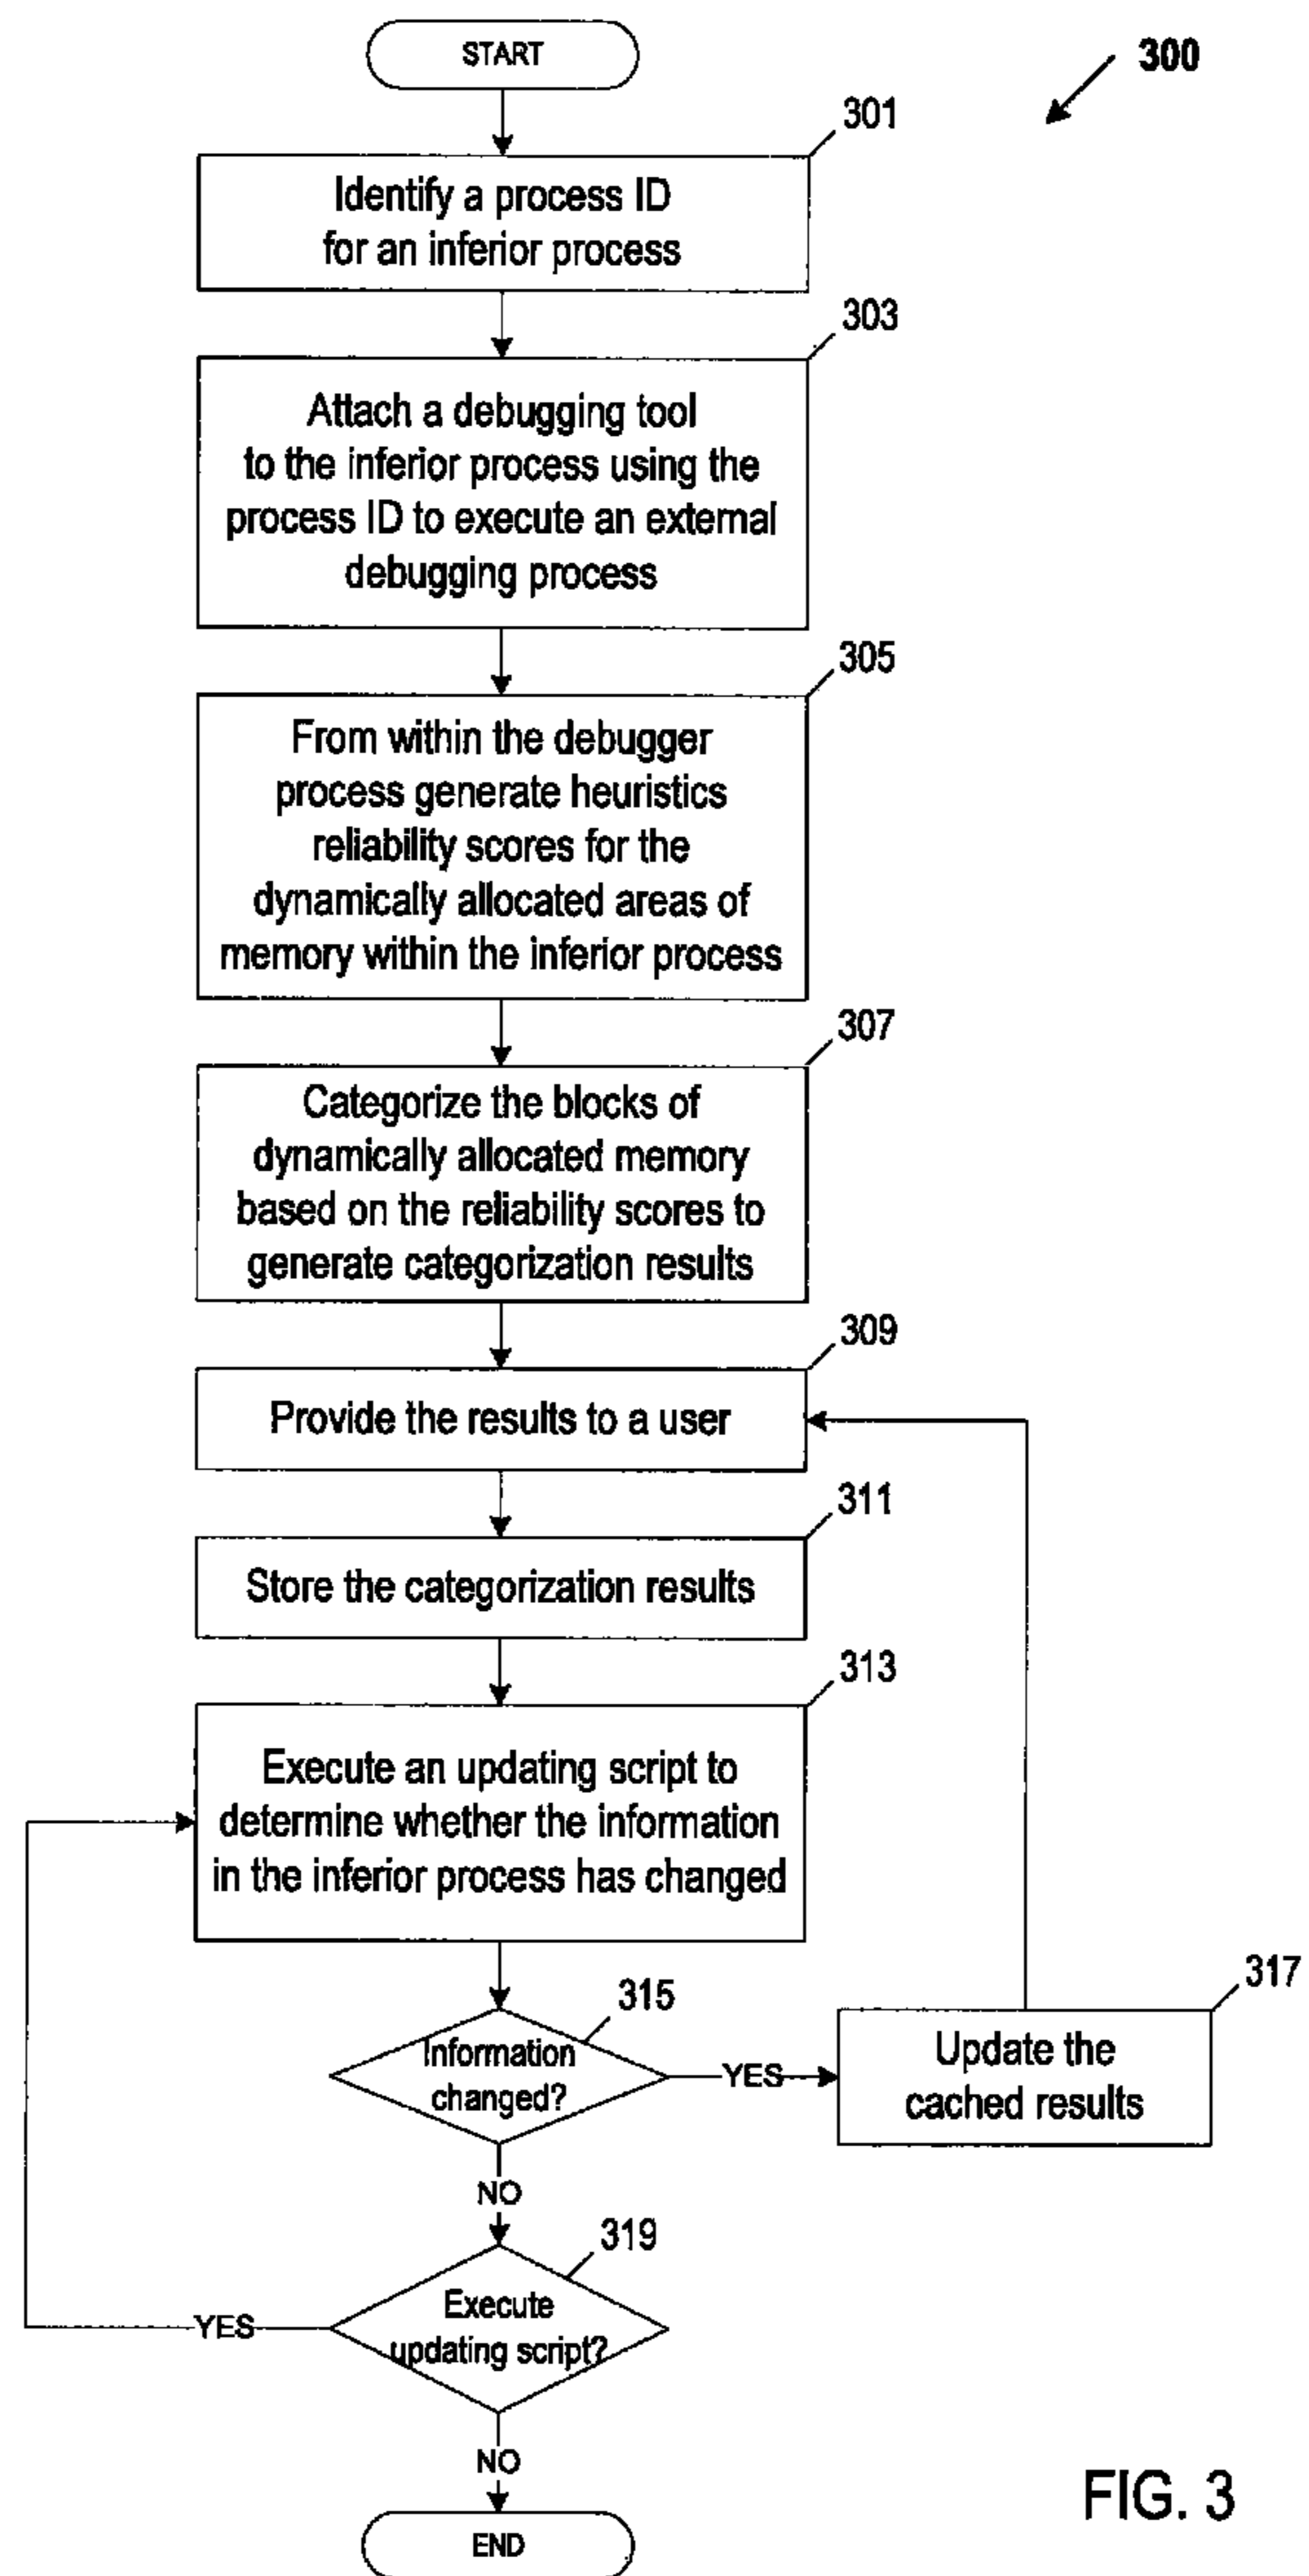 START
300
301
Identify a process ID
for an inferior process
303
Attach a debugging tool
to the inferior process using the
process ID to execute an external
debugging process
305
From within the debugger
process generate heuristics
reliability scores for the
dynamically allocated areas of
memory within the inferior process
307
Categorize the blocks of
dynamically allocated memory
based on the reliability scores to
generate categorization results
309
Provide the results to a user
311
Store the categorization results
313
Execute an updating script to
determine whether the information
in the inferior process has changed
315
Information
changed?
YES
317
Update the
cached results
NO
319
Execute
updating script?
YES
NO
END
FIG. 3